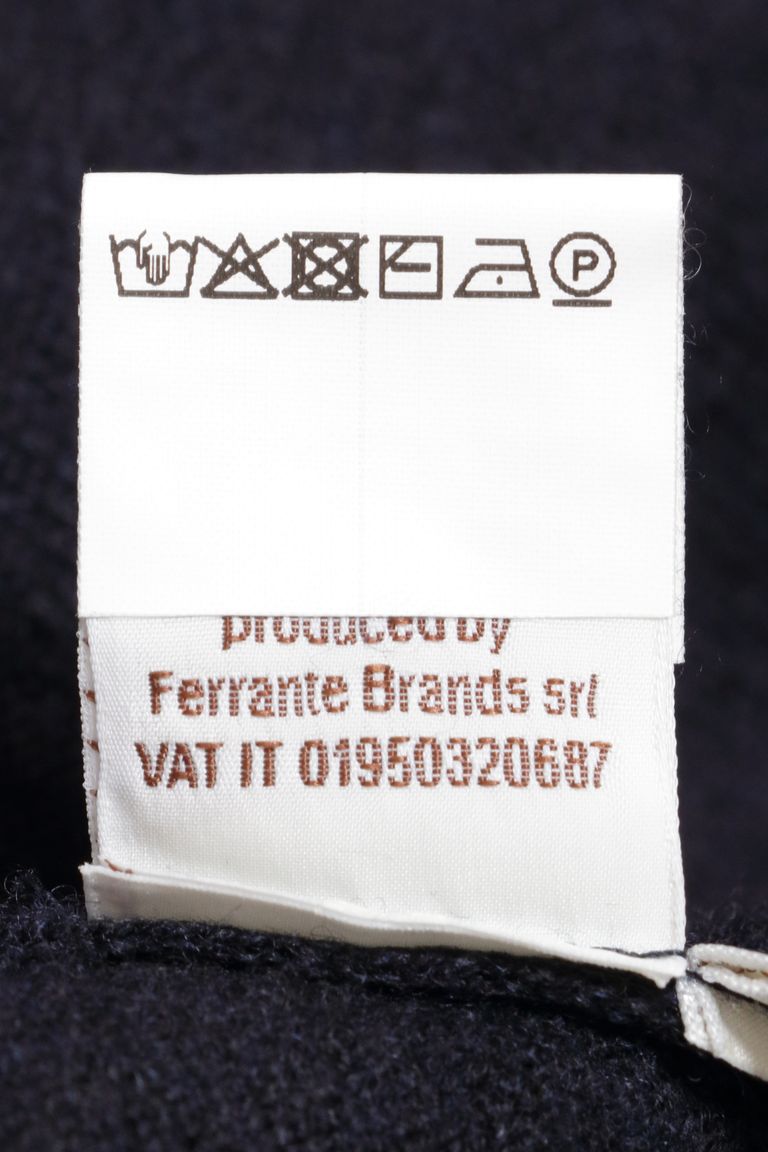 P
produced by
Ferrante Brands srl
VAT IT 01950320687